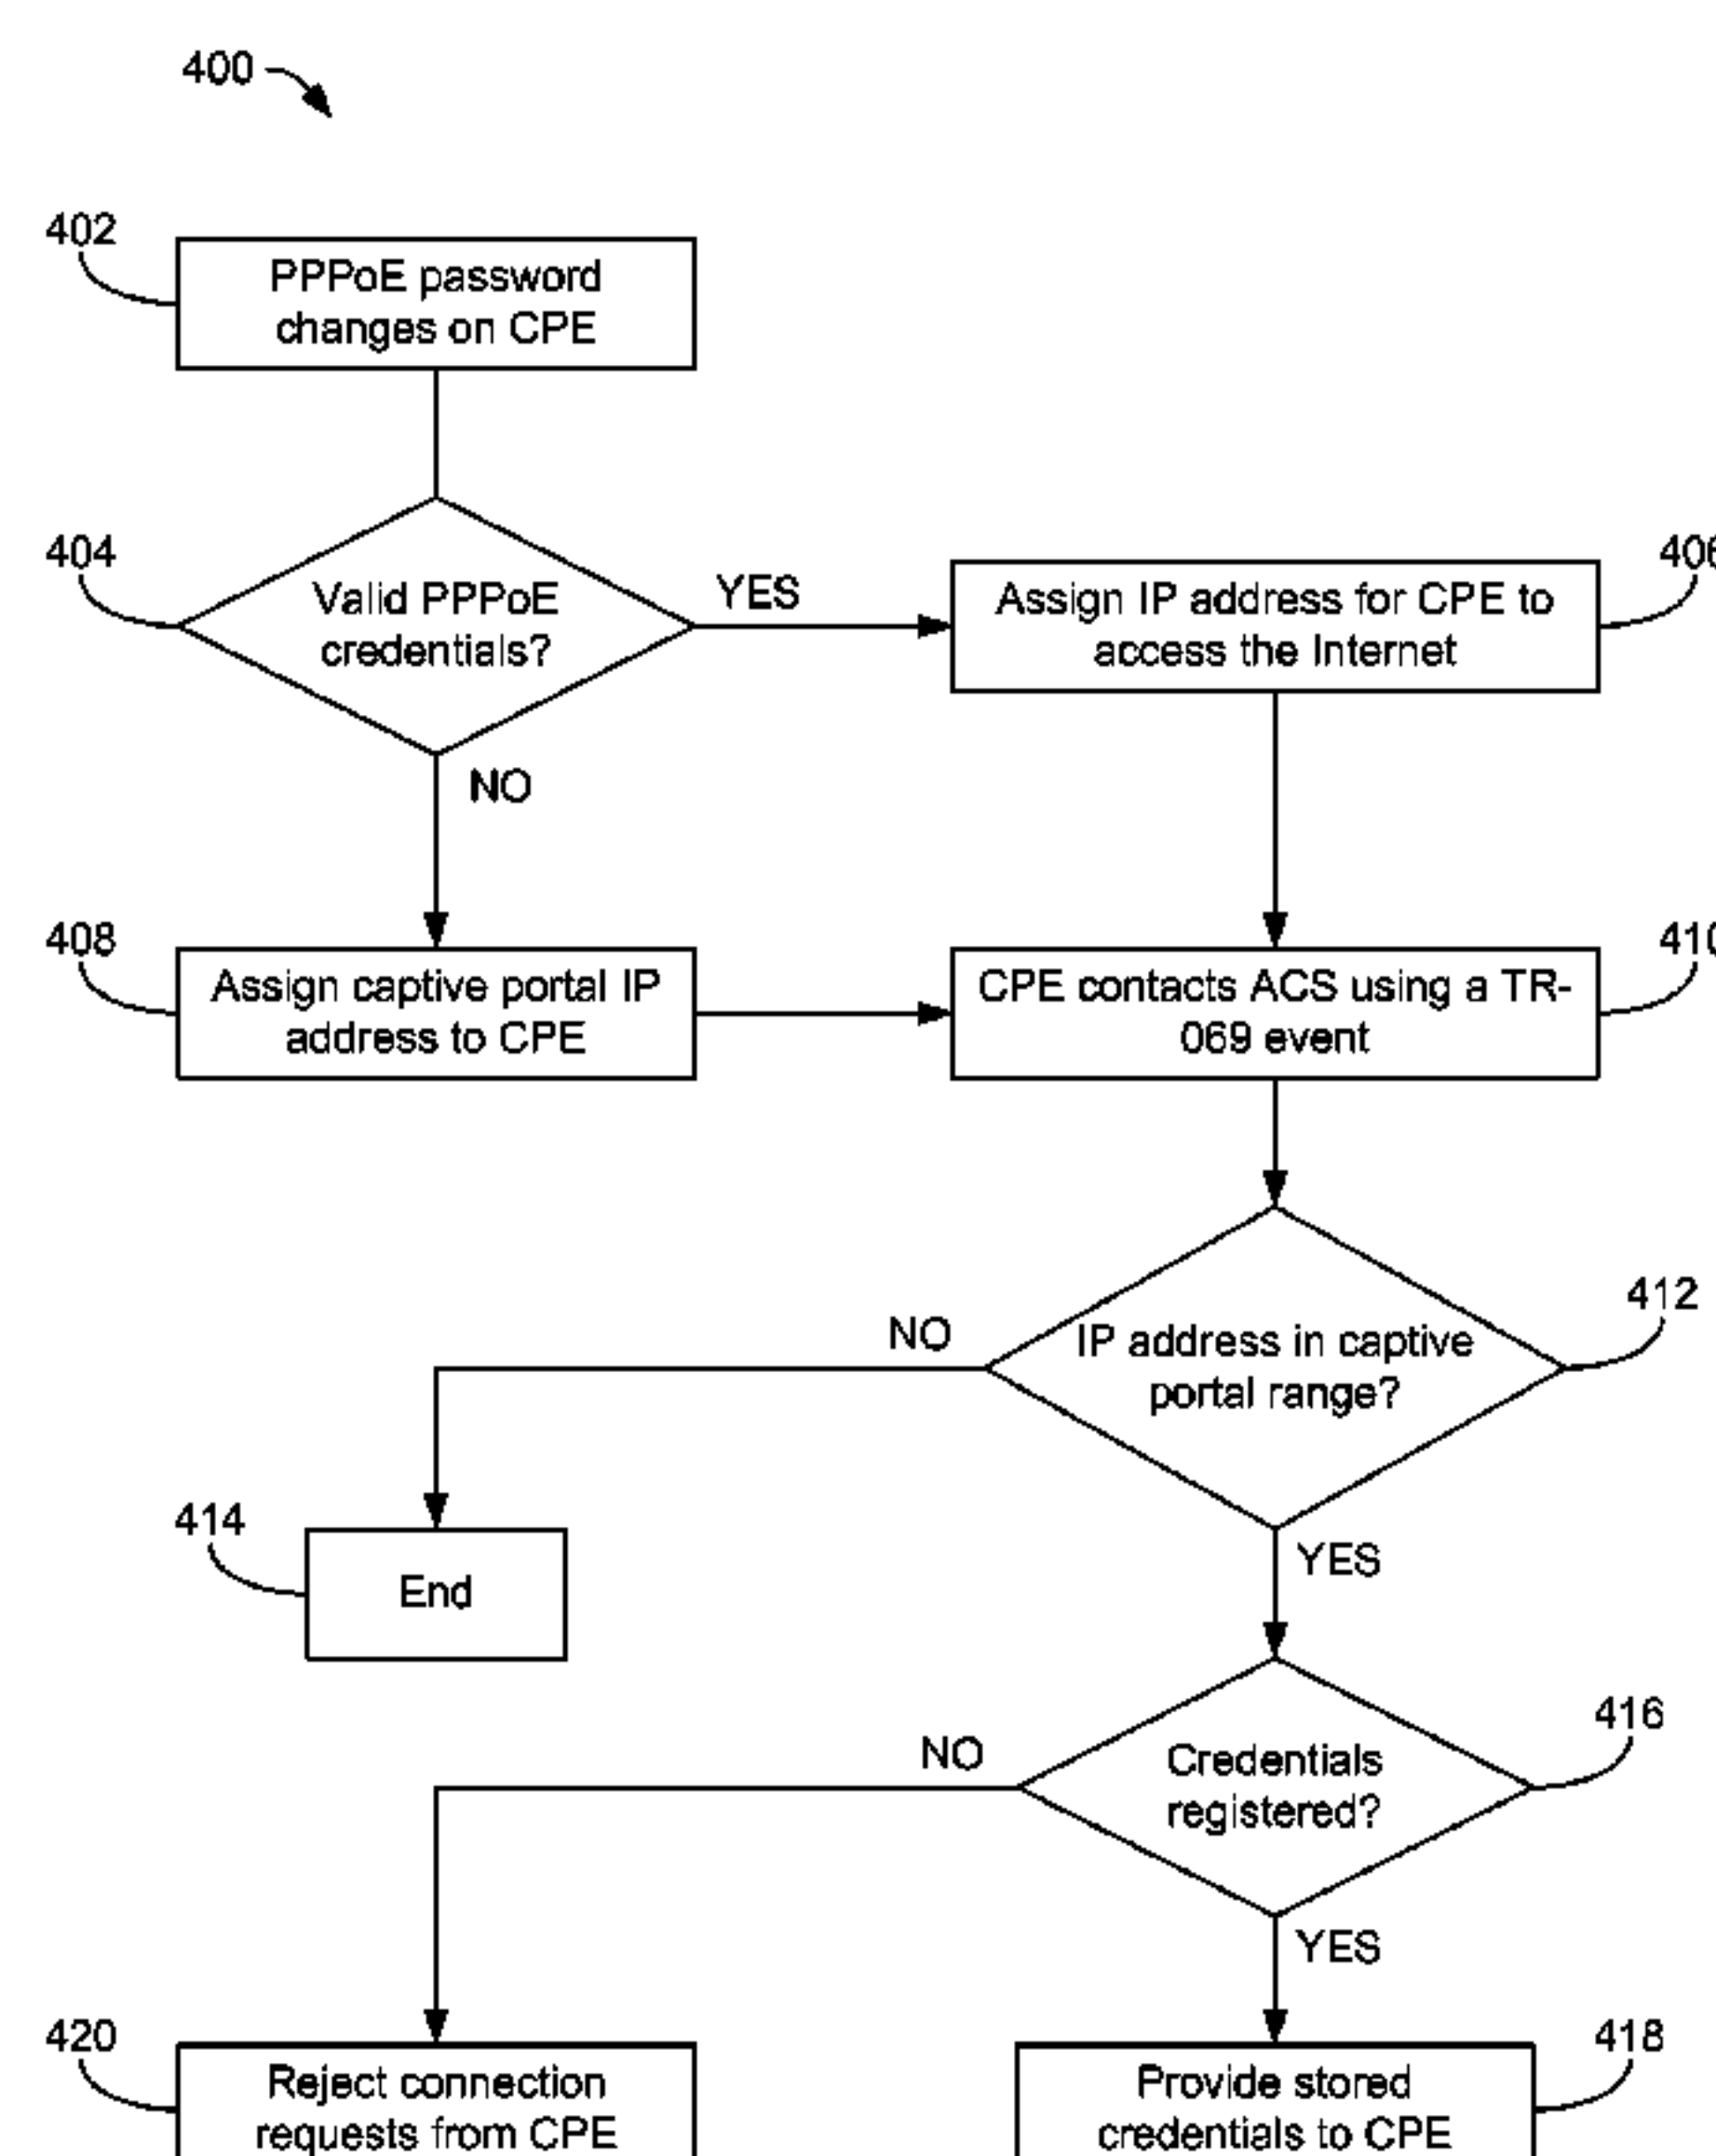 400
402
PPPoE password
changes on CPE
404
Valid PPPoE
credentials?
YES
406
Assign IP address for CPE to
access the Internet
NO
408
Assign captive portal IP
address to CPE
410
CPE contacts ACS using a TR-
069 event
412
IP address in captive
portal range?
NO
414
End
YES
416
Credentials
registered?
NO
YES
420
Reject connection
requests from CPE
418
Provide stored
credentials to CPE